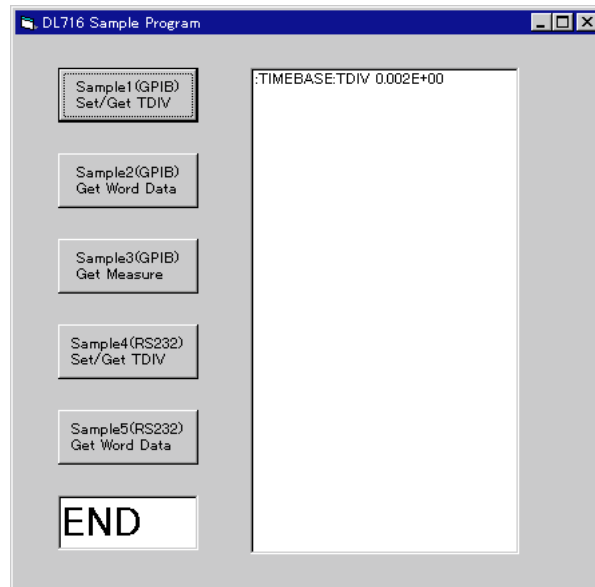 DL716 Sample Program
Sample1(GPIB)
Set/Get TDIV
Sample2(GPIB)
Get Word Data
Sample3(GPIB)
Get Measure
Sample4(RS232)
Set/Get TDIV
Sample5(RS232)
Get Word Data
END
:TIMEBASE:TDIV 0.002E+00